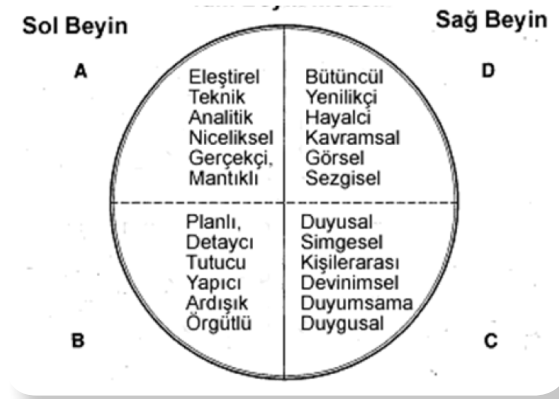 Sol Beyin
Sağ Beyin
A
D
Eleştirel
Teknik
Analitik
Niceliksel
Gerçekçi,
Mantıklı
Bütüncül
Yenilikçi
Hayalci
Kavramsal
Görsel
Sezgisel
Planlı,
Detaycı
Tutucu
Yapıcı
Ardışık
Örgütlü
Duyusal
Simgesel
Kişilerarası
Devinimsel
Duyumsama
Duygusal
B
C